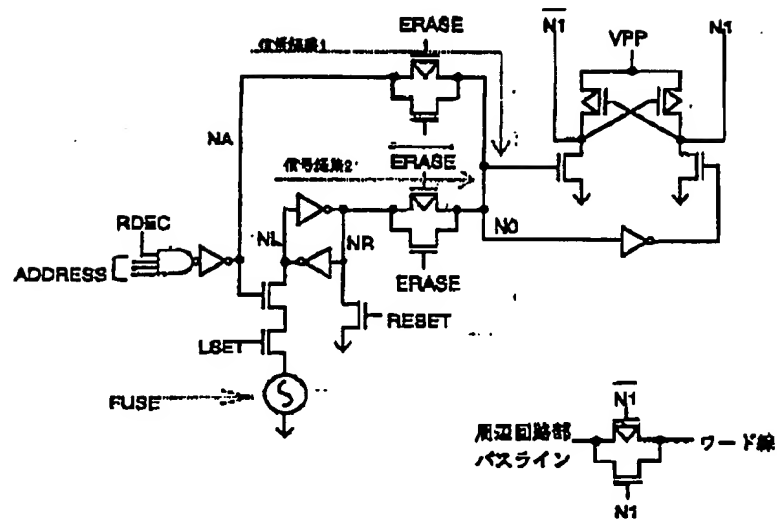 ERASE
信号経路1
N1
VPP
N1
NA
ERASE
信号経路2
RDEC
NL
NR
N0
ADDRESS
ERASE
RESET
LSET
FUSE
S
N1
周辺回路部
バスライン
ワード線
N1